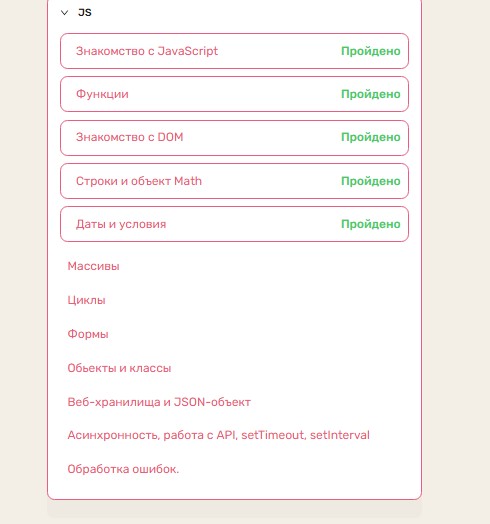 JS
Знакомство с JavaScript Пройдено
Функции Пройдено
Знакомство с DOM Пройдено
Строки и объект Math Пройдено
Даты и условия Пройдено
Массивы
Циклы
Формы
Обьекты и классы
Веб-хранилища и JSON-объект
Асинхронность, работа с API, setTimeout, setInterval
Обработка ошибок.